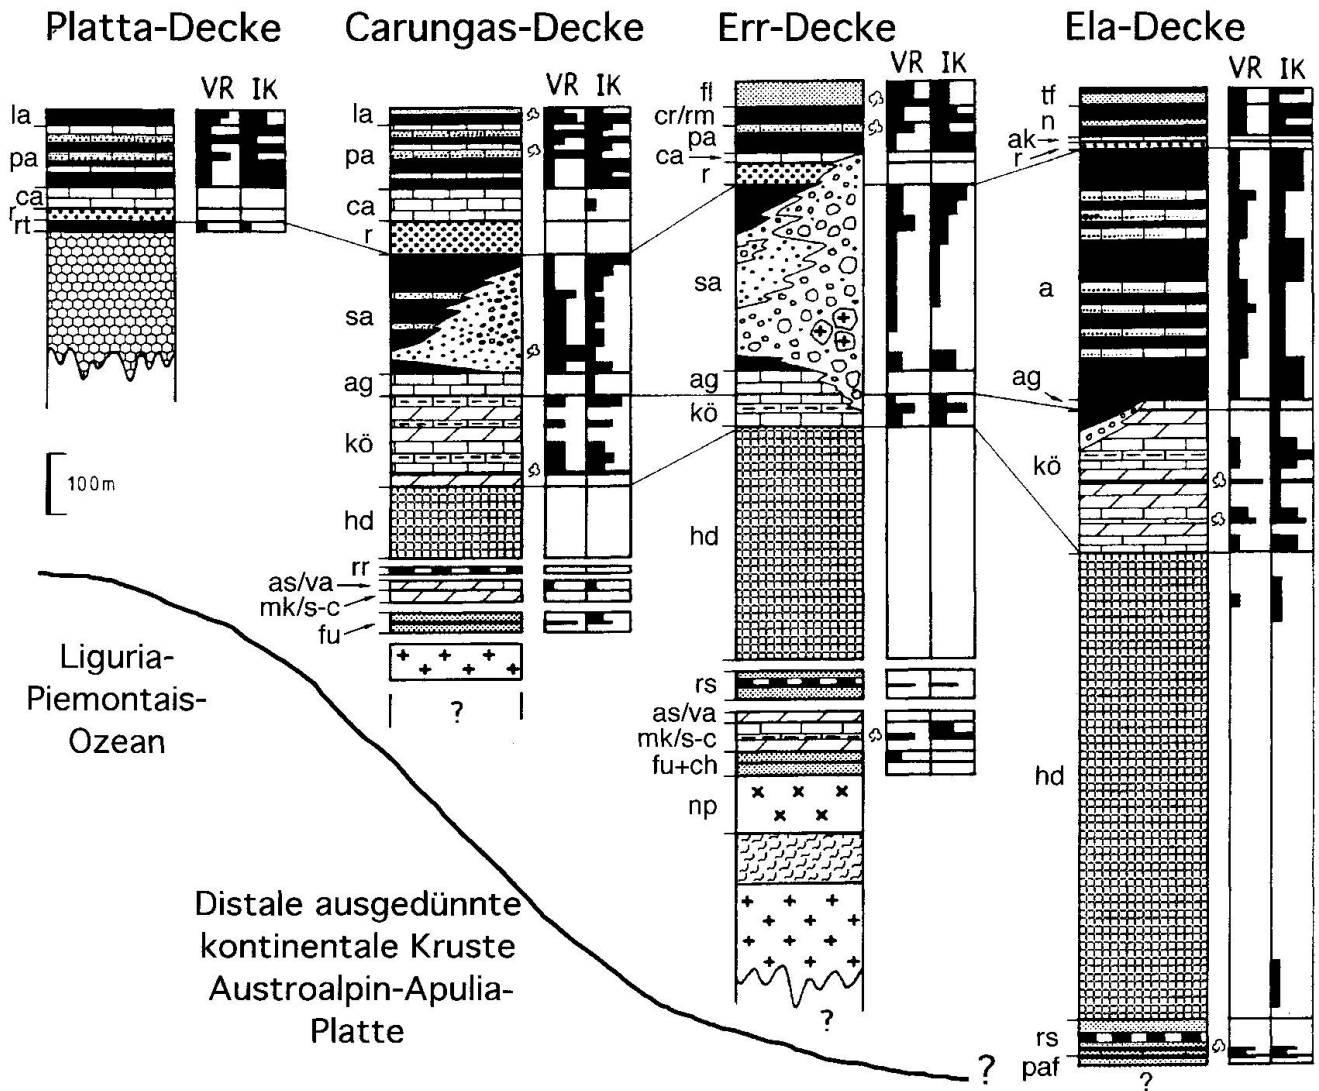 Platta-Decke
Carungas-Decke
Err-Decke
Ela-Decke
VR IK
la
pa
ca
r
rt
100m
VR IK
la
pa
ca
r
sa
ag
kö
hd
rr
as/va
mk/s-c
fu
?
VR IK
fl
cr/rm
pa
ca
r
sa
ag
kö
hd
rs
as/va
mk/s-c
fu+ch
np
?
VR IK
tf
n
ak
r
a
ag
kö
hd
rs
paf
?
Liguria-
Piemontais-
Ozean
Distale ausgedünnte
kontinentale Kruste
Austroalpin-Apulia-
Platte
?